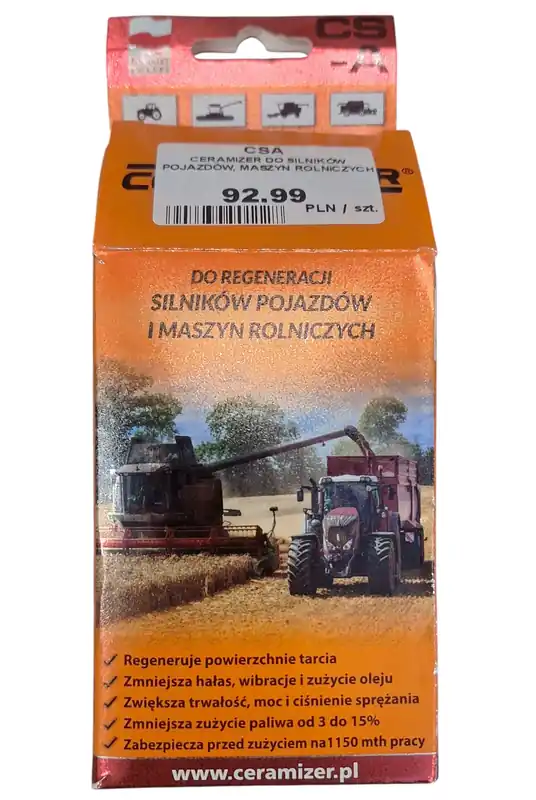 CS
-A
CSA
CERAMIZER DO SILNIKÓW
POJAZDÓW, MASZYN ROLNICZYCH
92.99
PLN / szt.
DO REGENERACJI
SILNIKÓW POJAZDÓW
I MASZYN ROLNICZYCH
Regeneruje powierzchnie tarcia
Zmniejsza hałas, wibracje i zużycie oleju
Zwiększa trwałość, moc i ciśnienie sprężania
Zmniejsza zużycie paliwa od 3 do 15%
Zabezpiecza przed zużyciem na1150 mth pracy
www.ceramizer.pl